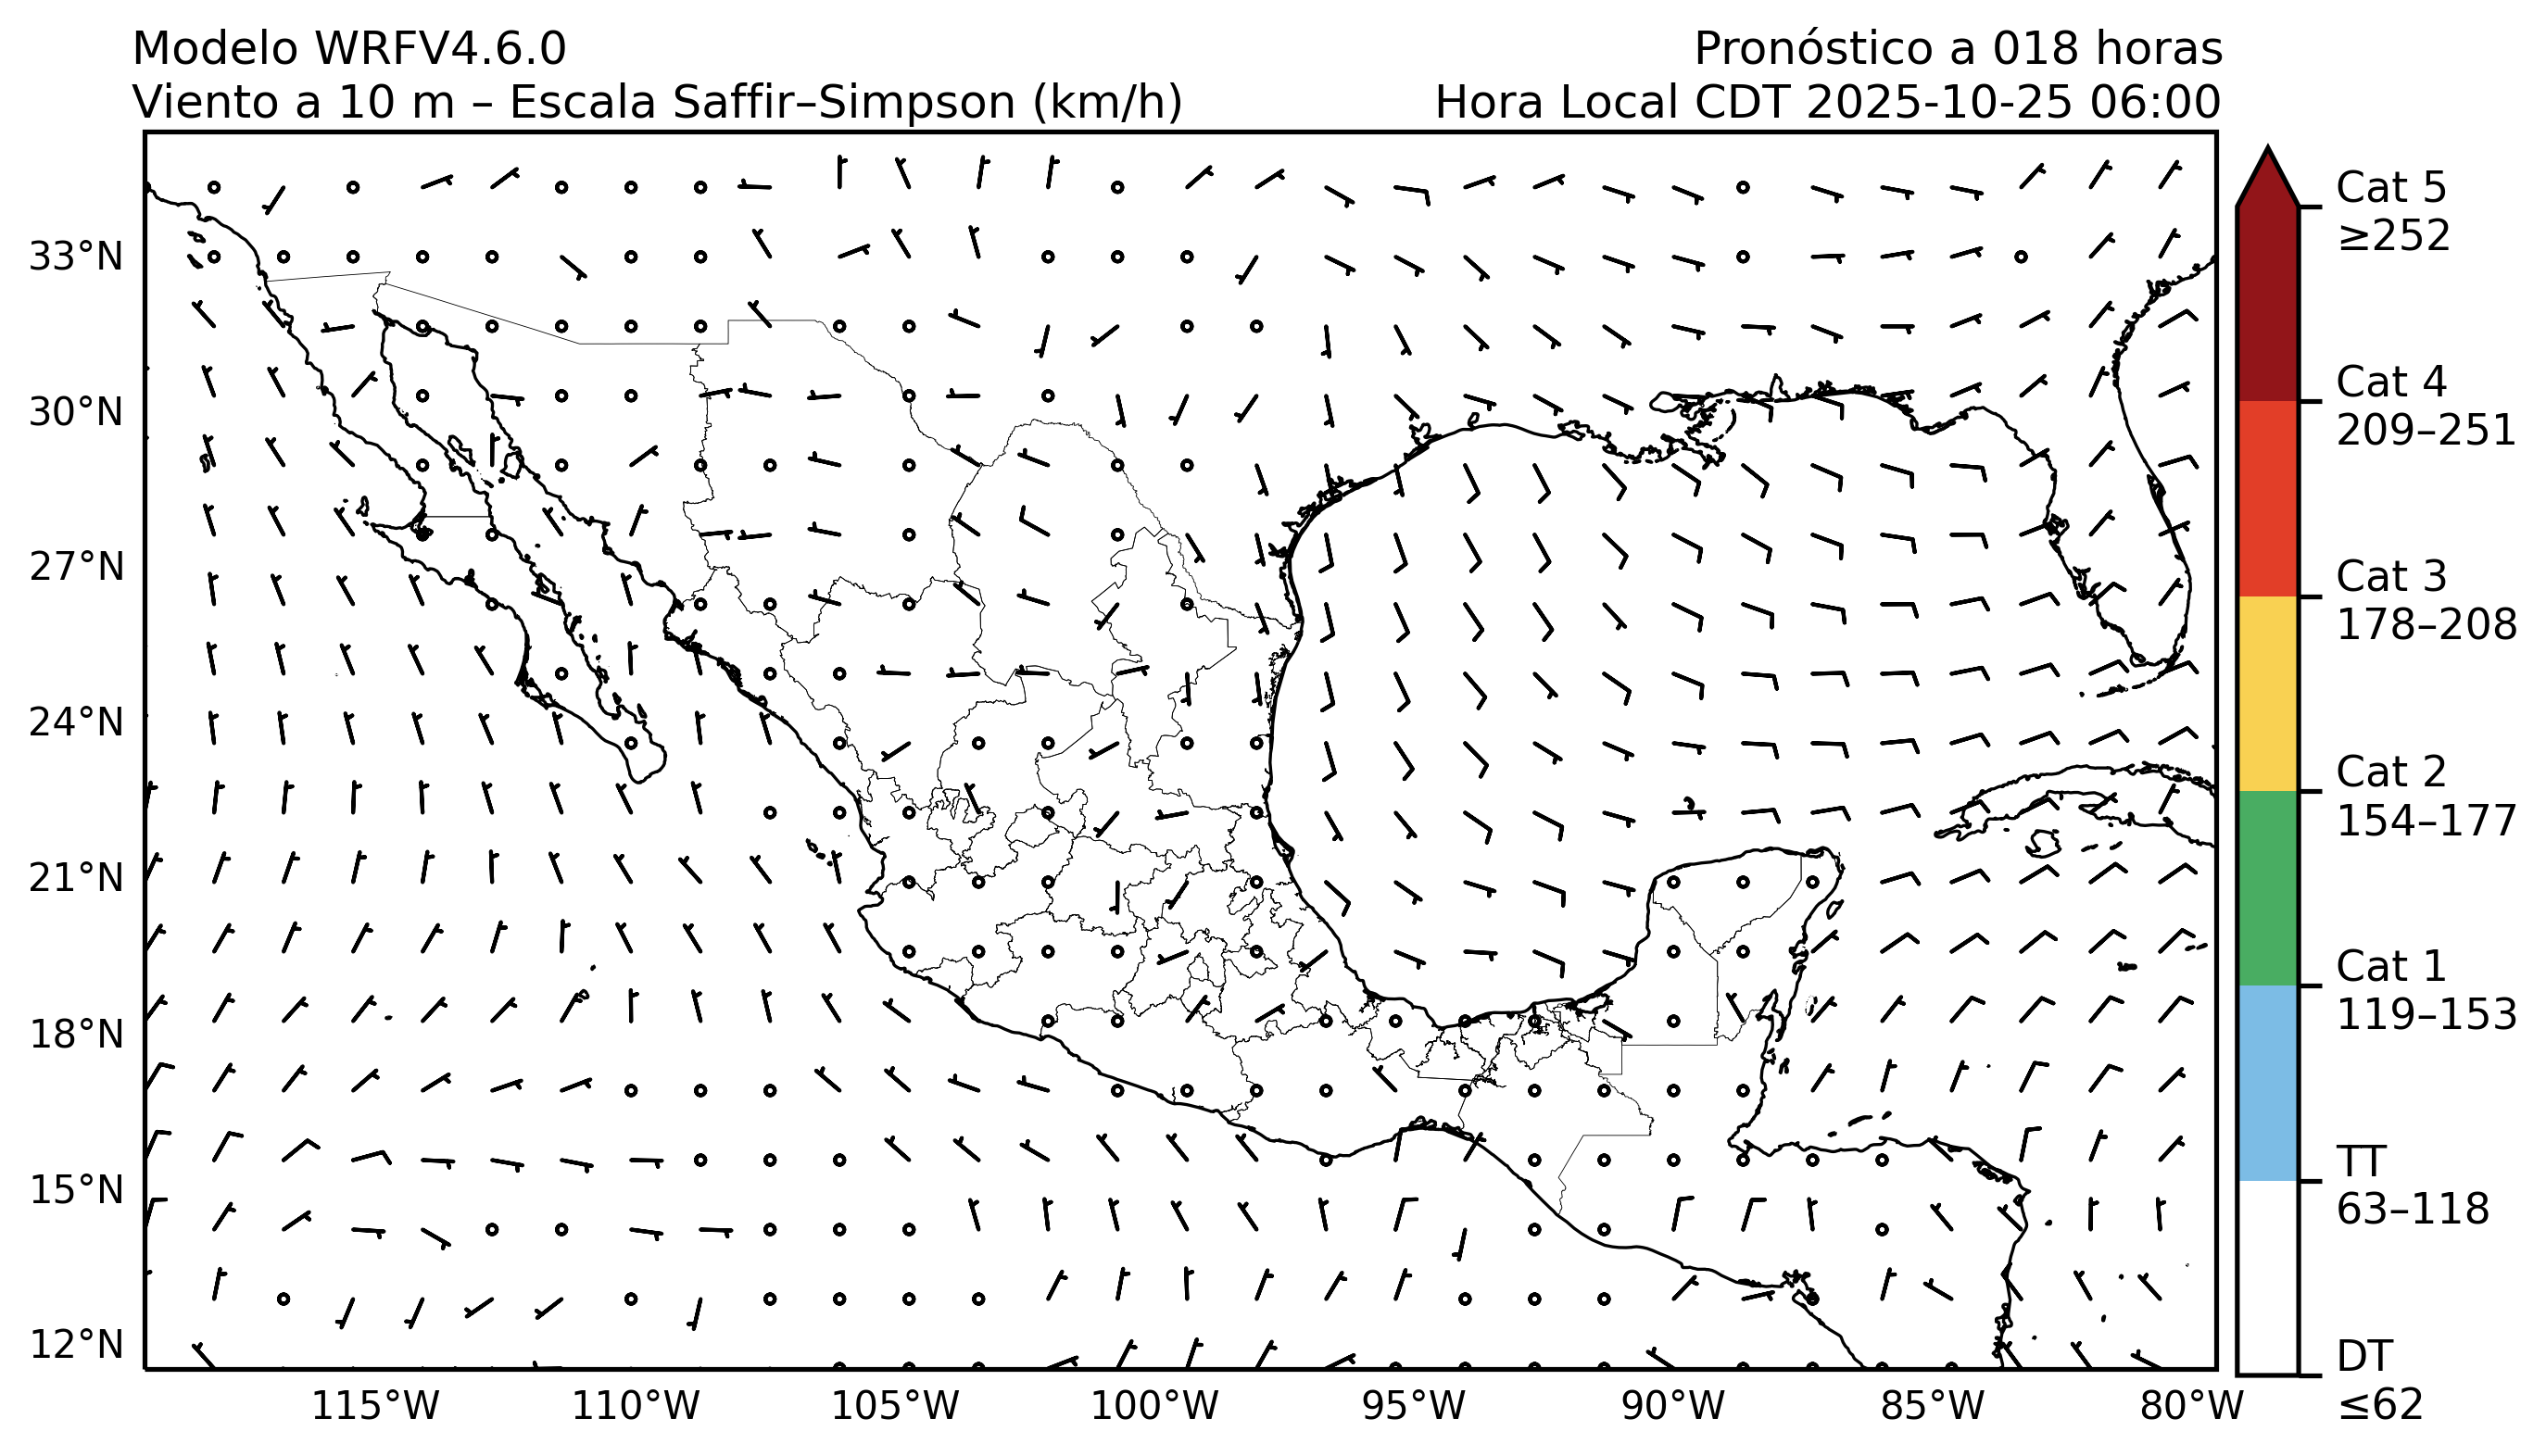 Modelo WRFV4.6.0
Pronóstico a 018 horas
Viento a 10 m – Escala Saffir–Simpson (km/h)
Hora Local CDT 2025-10-25 06:00
33°N
30°N
27°N
24°N
21°N
18°N
15°N
12°N
115°W
110°W
105°W
100°W
95°W
90°W
85°W
80°W
Cat 5
≥252
Cat 4
209–251
Cat 3
178–208
Cat 2
154–177
Cat 1
119–153
TT
63–118
DT
≤62